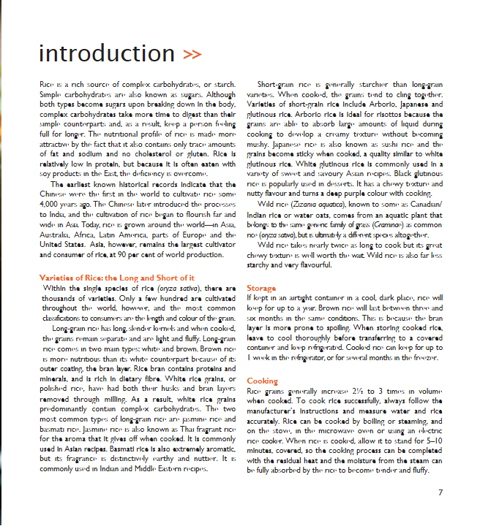 introduction >>
Rice is a rich source of complex carbohydrates, or starch.
Simple carbohydrates are also known as sugars. Although
both types become sugars upon breaking down in the body,
complex carbohydrates take more time to digest than their
simple counterparts and, as a result, keep a person feeling
full for longer. The nutritional profile of rice is made more
attractive by the fact that it also contains only trace amounts
of fat and sodium and no cholesterol or gluten. Rice is
relatively low in protein, but because it is often eaten with
soy products in the East, the deficiency is overcome.
The earliest known historical records indicate that the
Chinese were the first in the world to cultivate rice some
4,000 years ago. The Chinese later introduced the processes
to India, and the cultivation of rice began to flourish far and
wide in Asia. Today, rice is grown around the world—in Asia,
Australia, Africa, Latin America, parts of Europe and the
United States. Asia, however, remains the largest cultivator
and consumer of rice, at 90 per cent of world production.
Varieties of Rice: the Long and Short of it
Within the single species of rice (oryza sativa), there are
thousands of varieties. Only a few hundred are cultivated
throughout the world, however, and the most common
classifications to consumers are the length and colour of the grain.
Long-grain rice has long, slender kernels and when cooked,
the grains remain separate and are light and fluffy. Long-grain
rice comes in two main types: white and brown. Brown rice
is more nutritious than its white counterpart because of its
outer coating, the bran layer. Rice bran contains proteins and
minerals, and is rich in dietary fibre. White rice grains, or
polished rice, have had both their husks and bran layers
removed through milling. As a result, white rice grains
predominantly contain complex carbohydrates. The two
most common types of long-grain rice are jasmine rice and
basmati rice. Jasmine rice is also known as Thai fragrant rice
for the aroma that it gives off when cooked. It is commonly
used in Asian recipes. Basmati rice is also extremely aromatic,
but its fragrance is distinctively earthy and nuttier. It is
commonly used in Indian and Middle Eastern recipes.
Short-grain rice is generally starchier than long-grain
varieties. When cooked, the grains tend to cling together.
Varieties of short-grain rice include Arborio, Japanese and
glutinous rice. Arborio rice is ideal for risottos because the
grains are able to absorb large amounts of liquid during
cooking to develop a creamy texture without becoming
mushy. Japanese rice is also known as sushi rice and the
grains become sticky when cooked, a quality similar to white
glutinous rice. White glutinous rice is commonly used in a
variety of sweet and savoury Asian recipes. Black glutinous
rice is popularly used in desserts. It has a chewy texture and
nutty flavour and turns a deep purple colour with cooking.
Wild rice (Zizania aquatica), known to some as Canadian/
Indian rice or water oats, comes from an aquatic plant that
belongs to the same generic family of grass (Gramineae) as common
rice (oryza sativa), but is ultimately a different species altogether.
Wild rice takes nearly twice as long to cook but its great
chewy texture is well worth the wait. Wild rice is also far less
starchy and very flavourful.
Storage
If kept in an airtight container in a cool, dark place, rice will
keep for up to a year. Brown rice will last between three and
six months in the same conditions. This is because the bran
layer is more prone to spoiling. When storing cooked rice,
leave to cool thoroughly before transferring to a covered
container and keep refrigerated. Cooked rice can keep for up to
1 week in the refrigerator, or for several months in the freezer.
Cooking
Rice grains generally increase 2½ to 3 times in volume
when cooked. To cook rice successfully, always follow the
manufacturer's instructions and measure water and rice
accurately. Rice can be cooked by boiling or steaming, and
on the stove, in the microwave oven or using an electric
rice cooker. When rice is cooked, allow it to stand for 5–10
minutes, covered, so the cooking process can be completed
with the residual heat and the moisture from the steam can
be fully absorbed by the rice to become tender and fluffy.
7